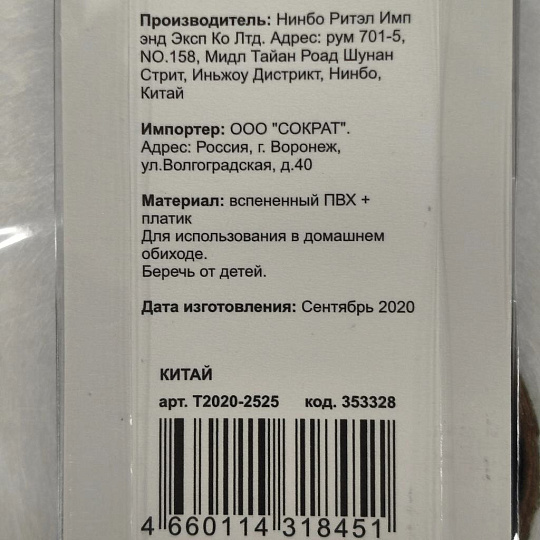 Производитель: Нинбо Ритэл Имп
энд Эксп Ко Лтд. Адрес: рум 701-5,
NO.158, Мидл Тайан Роад Шунан
Стрит, Иньжоу Дистрикт, Нинбо,
Китай
Импортер: ООО "СОКРАТ".
Адрес: Россия, г. Воронеж,
ул.Волгоградская, д.40
Материал: вспененный ПВХ +
платик
Для использования в домашнем
обиходе.
Беречь от детей.
Дата изготовления: Сентябрь 2020
КИТАЙ
арт. T2020-2525 код. 353328
4 660114 318451